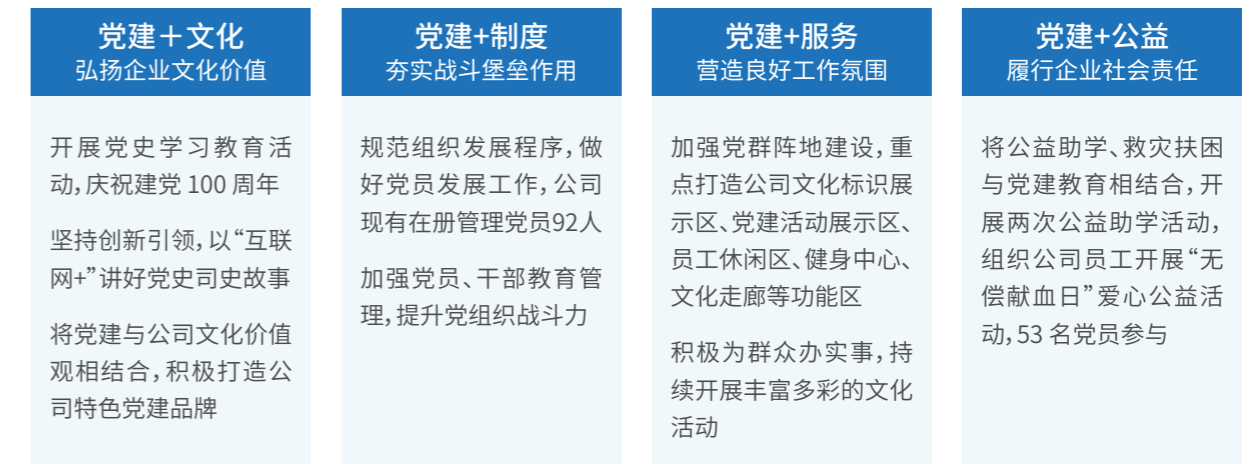 党建＋文化
弘扬企业文化价值
开展党史学习教育活
动，庆祝建党 100 周年
坚持创新引领，以“互联
网+”讲好党史司史故事
将党建与公司文化价值
观相结合，积极打造公
司特色党建品牌
党建+制度
夯实战斗堡垒作用
规范组织发展程序，做
好党员发展工作，公司
现有在册管理党员92人
加强党员、干部教育管
理，提升党组织战斗力
党建+服务
营造良好工作氛围
加强党群阵地建设，重
点打造公司文化标识展
示区、党建活动展示区、
员工休闲区、健身中心、
文化走廊等功能区
积极为群众办实事，持
续开展丰富多彩的文化
活动
党建+公益
履行企业社会责任
将公益助学、救灾扶困
与党建教育相结合，开
展两次公益助学活动，
组织公司员工开展“无
偿献血日”爱心公益活
动，53 名党员参与